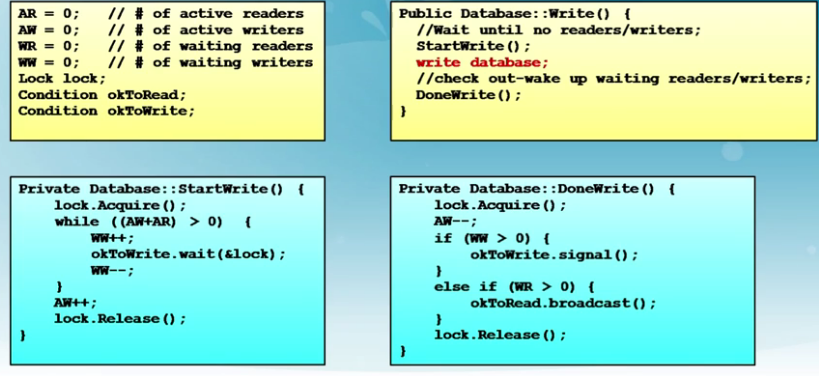 AR = 0;   // # of active readers
AW = 0;   // # of active writers
WR = 0;   // # of waiting readers
WW = 0;   // # of waiting writers
Lock lock;
Condition okToRead;
Condition okToWrite;
Public Database::Write() {
  //Wait until no readers/writers;
  StartWrite();
  write database;
  //check out-wake up waiting readers/writers;
  DoneWrite();
}
Private Database::StartWrite() {
    lock.Acquire();
    while ((AW+AR) > 0)  {
        WW++;
        okToWrite.wait(&lock);
        WW--;
    }
    AW++;
    lock.Release();
}
Private Database::DoneWrite() {
    lock.Acquire();
    AW--;
    if (WW > 0) {
        okToWrite.signal();
    }
    else if (WR > 0) {
        okToRead.broadcast();
    }
    lock.Release();
}